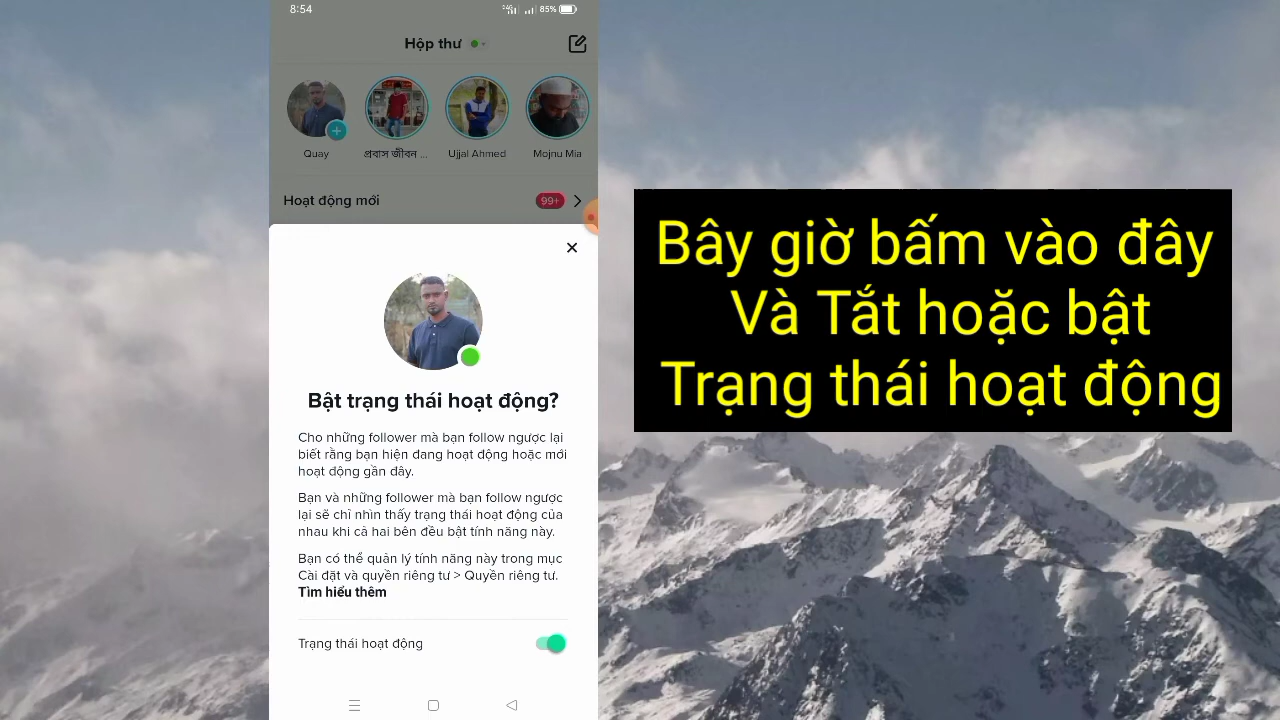 8:54
85%
Hộp thư
Quay
প্রবাস জীবন ...
Ujjal Ahmed
Mojnu Mia
Hoạt động mới
99+
Bật trạng thái hoạt động?
Cho những follower mà bạn follow ngược lại
biết rằng bạn hiện đang hoạt động hoặc mới
hoạt động gần đây.
Bạn và những follower mà bạn follow ngược
lại sẽ chỉ nhìn thấy trạng thái hoạt động của
nhau khi cả hai bên đều bật tính năng này.
Bạn có thể quản lý tính năng này trong mục
Cài đặt và quyền riêng tư > Quyền riêng tư.
Tìm hiểu thêm
Trạng thái hoạt động
Bây giờ bấm vào đây
Và Tắt hoặc bật
Trạng thái hoạt động